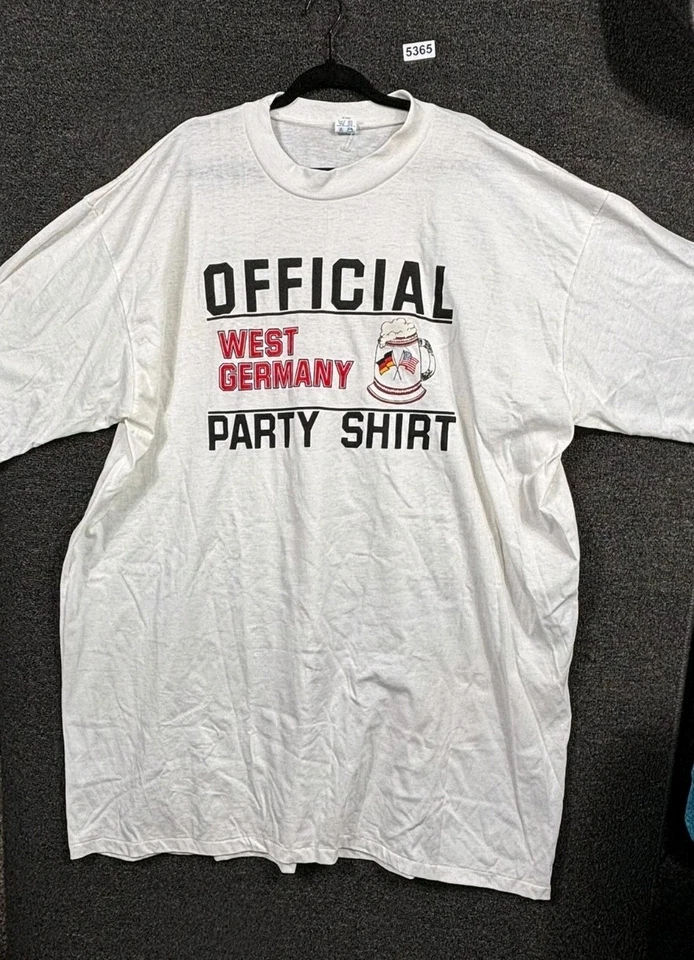 5365
OFFICIAL
WEST
GERMANY
PARTY SHIRT